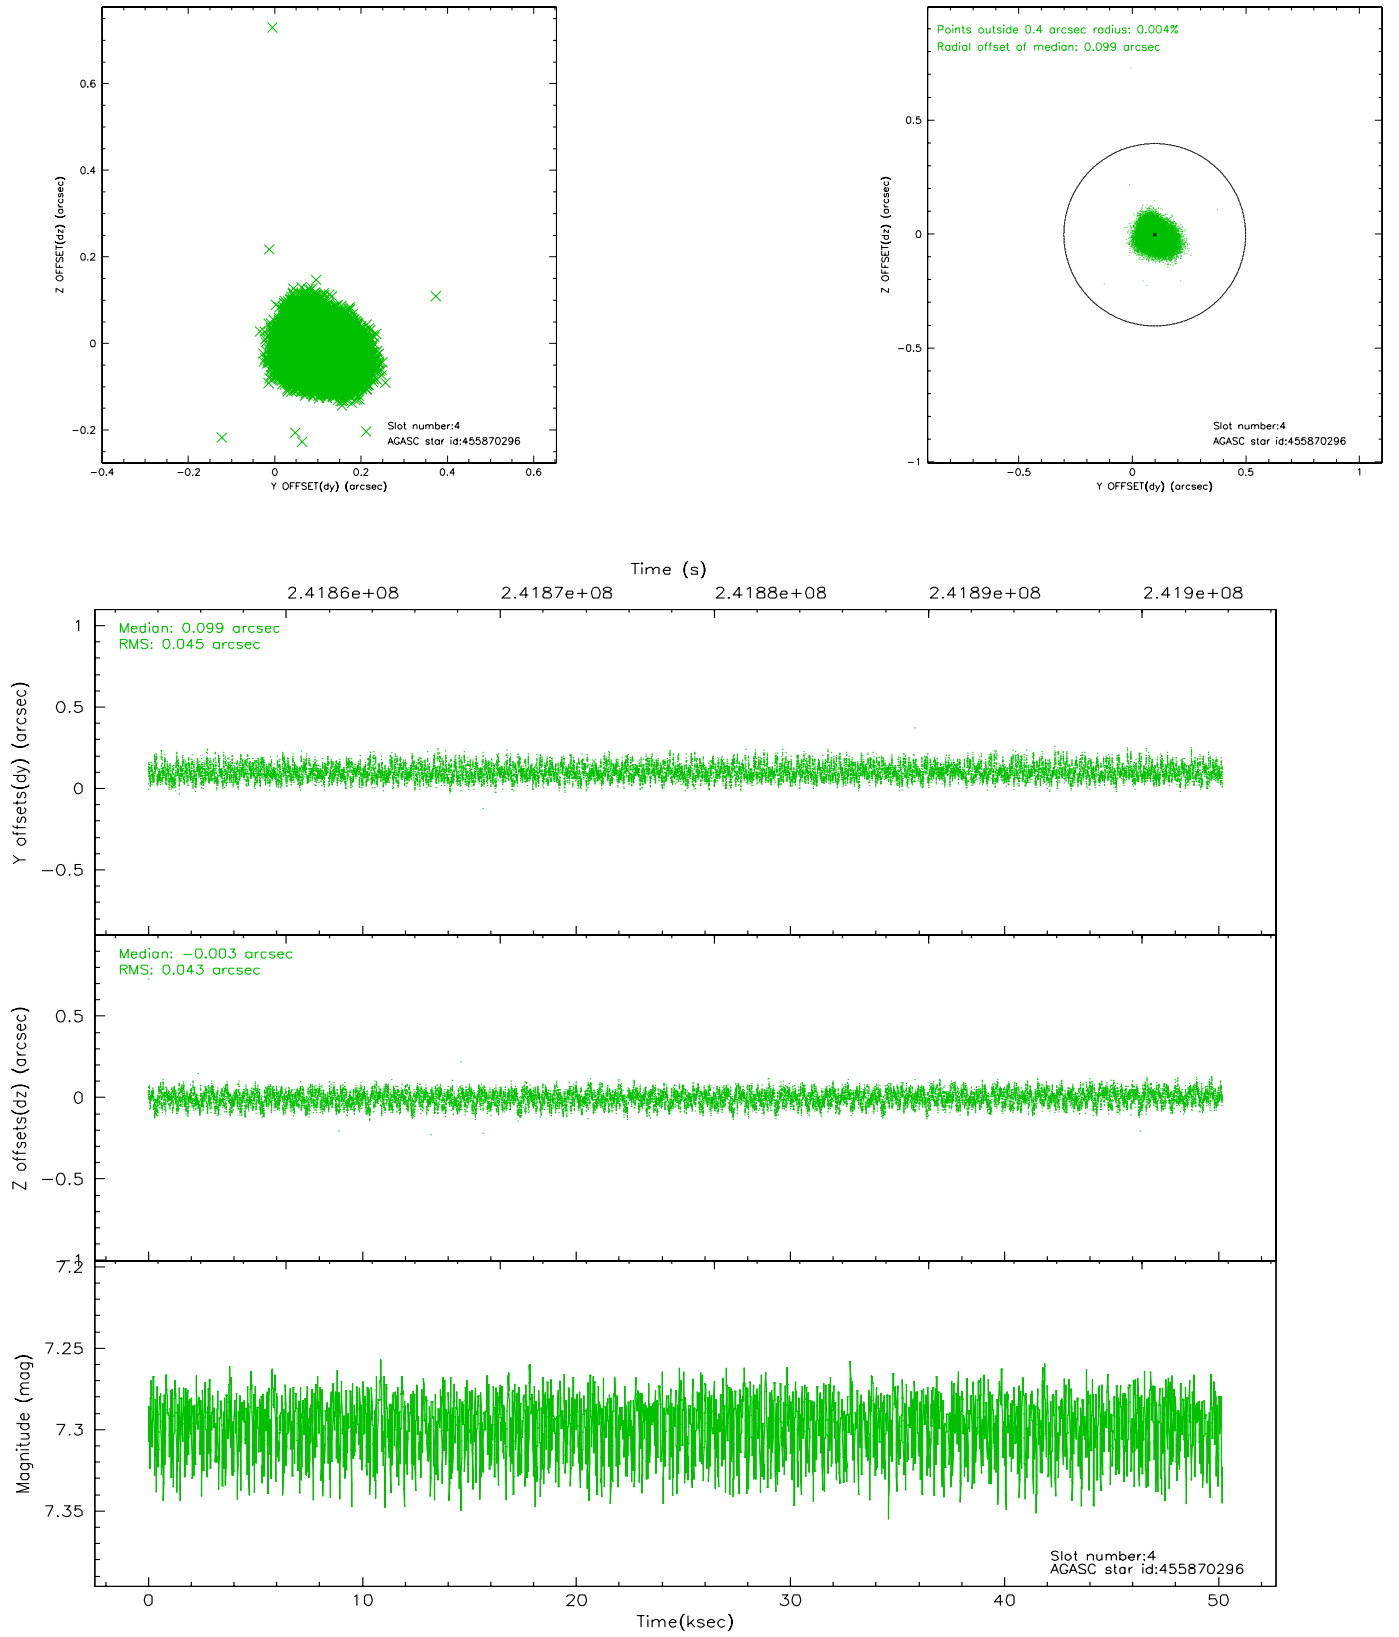 0.6
0.4
0.2
0
−0.2
−0.4
−0.2
0
0.2
0.4
0.6
Z OFFSET(dz) (arcsec)
Y OFFSET(dy) (arcsec)
Slot number:4
AGASC star id:455870296
Points outside 0.4 arcsec radius: 0.004%
Radial offset of median: 0.099 arcsec
0.5
0
−0.5
−1
−0.5
0
0.5
1
Z OFFSET(dz) (arcsec)
Y OFFSET(dy) (arcsec)
Slot number:4
AGASC star id:455870296
Time (s)
2.4186e+08 2.4187e+08 2.4188e+08 2.4189e+08 2.419e+08
Median: 0.099 arcsec
RMS: 0.045 arcsec
1
0.5
0
−0.5
Y offsets(dy) (arcsec)
Median: −0.003 arcsec
RMS: 0.043 arcsec
0.5
0
−0.5
−1
Z offsets(dz) (arcsec)
7.2
7.25
7.3
7.35
Magnitude (mag)
Slot number:4
AGASC star id:455870296
0 10 20 30 40 50
Time(ksec)